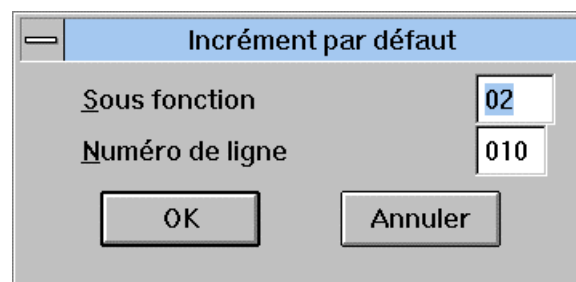 Incrément par défaut
Sous fonction 02
Numéro de ligne 010
OK Annuler